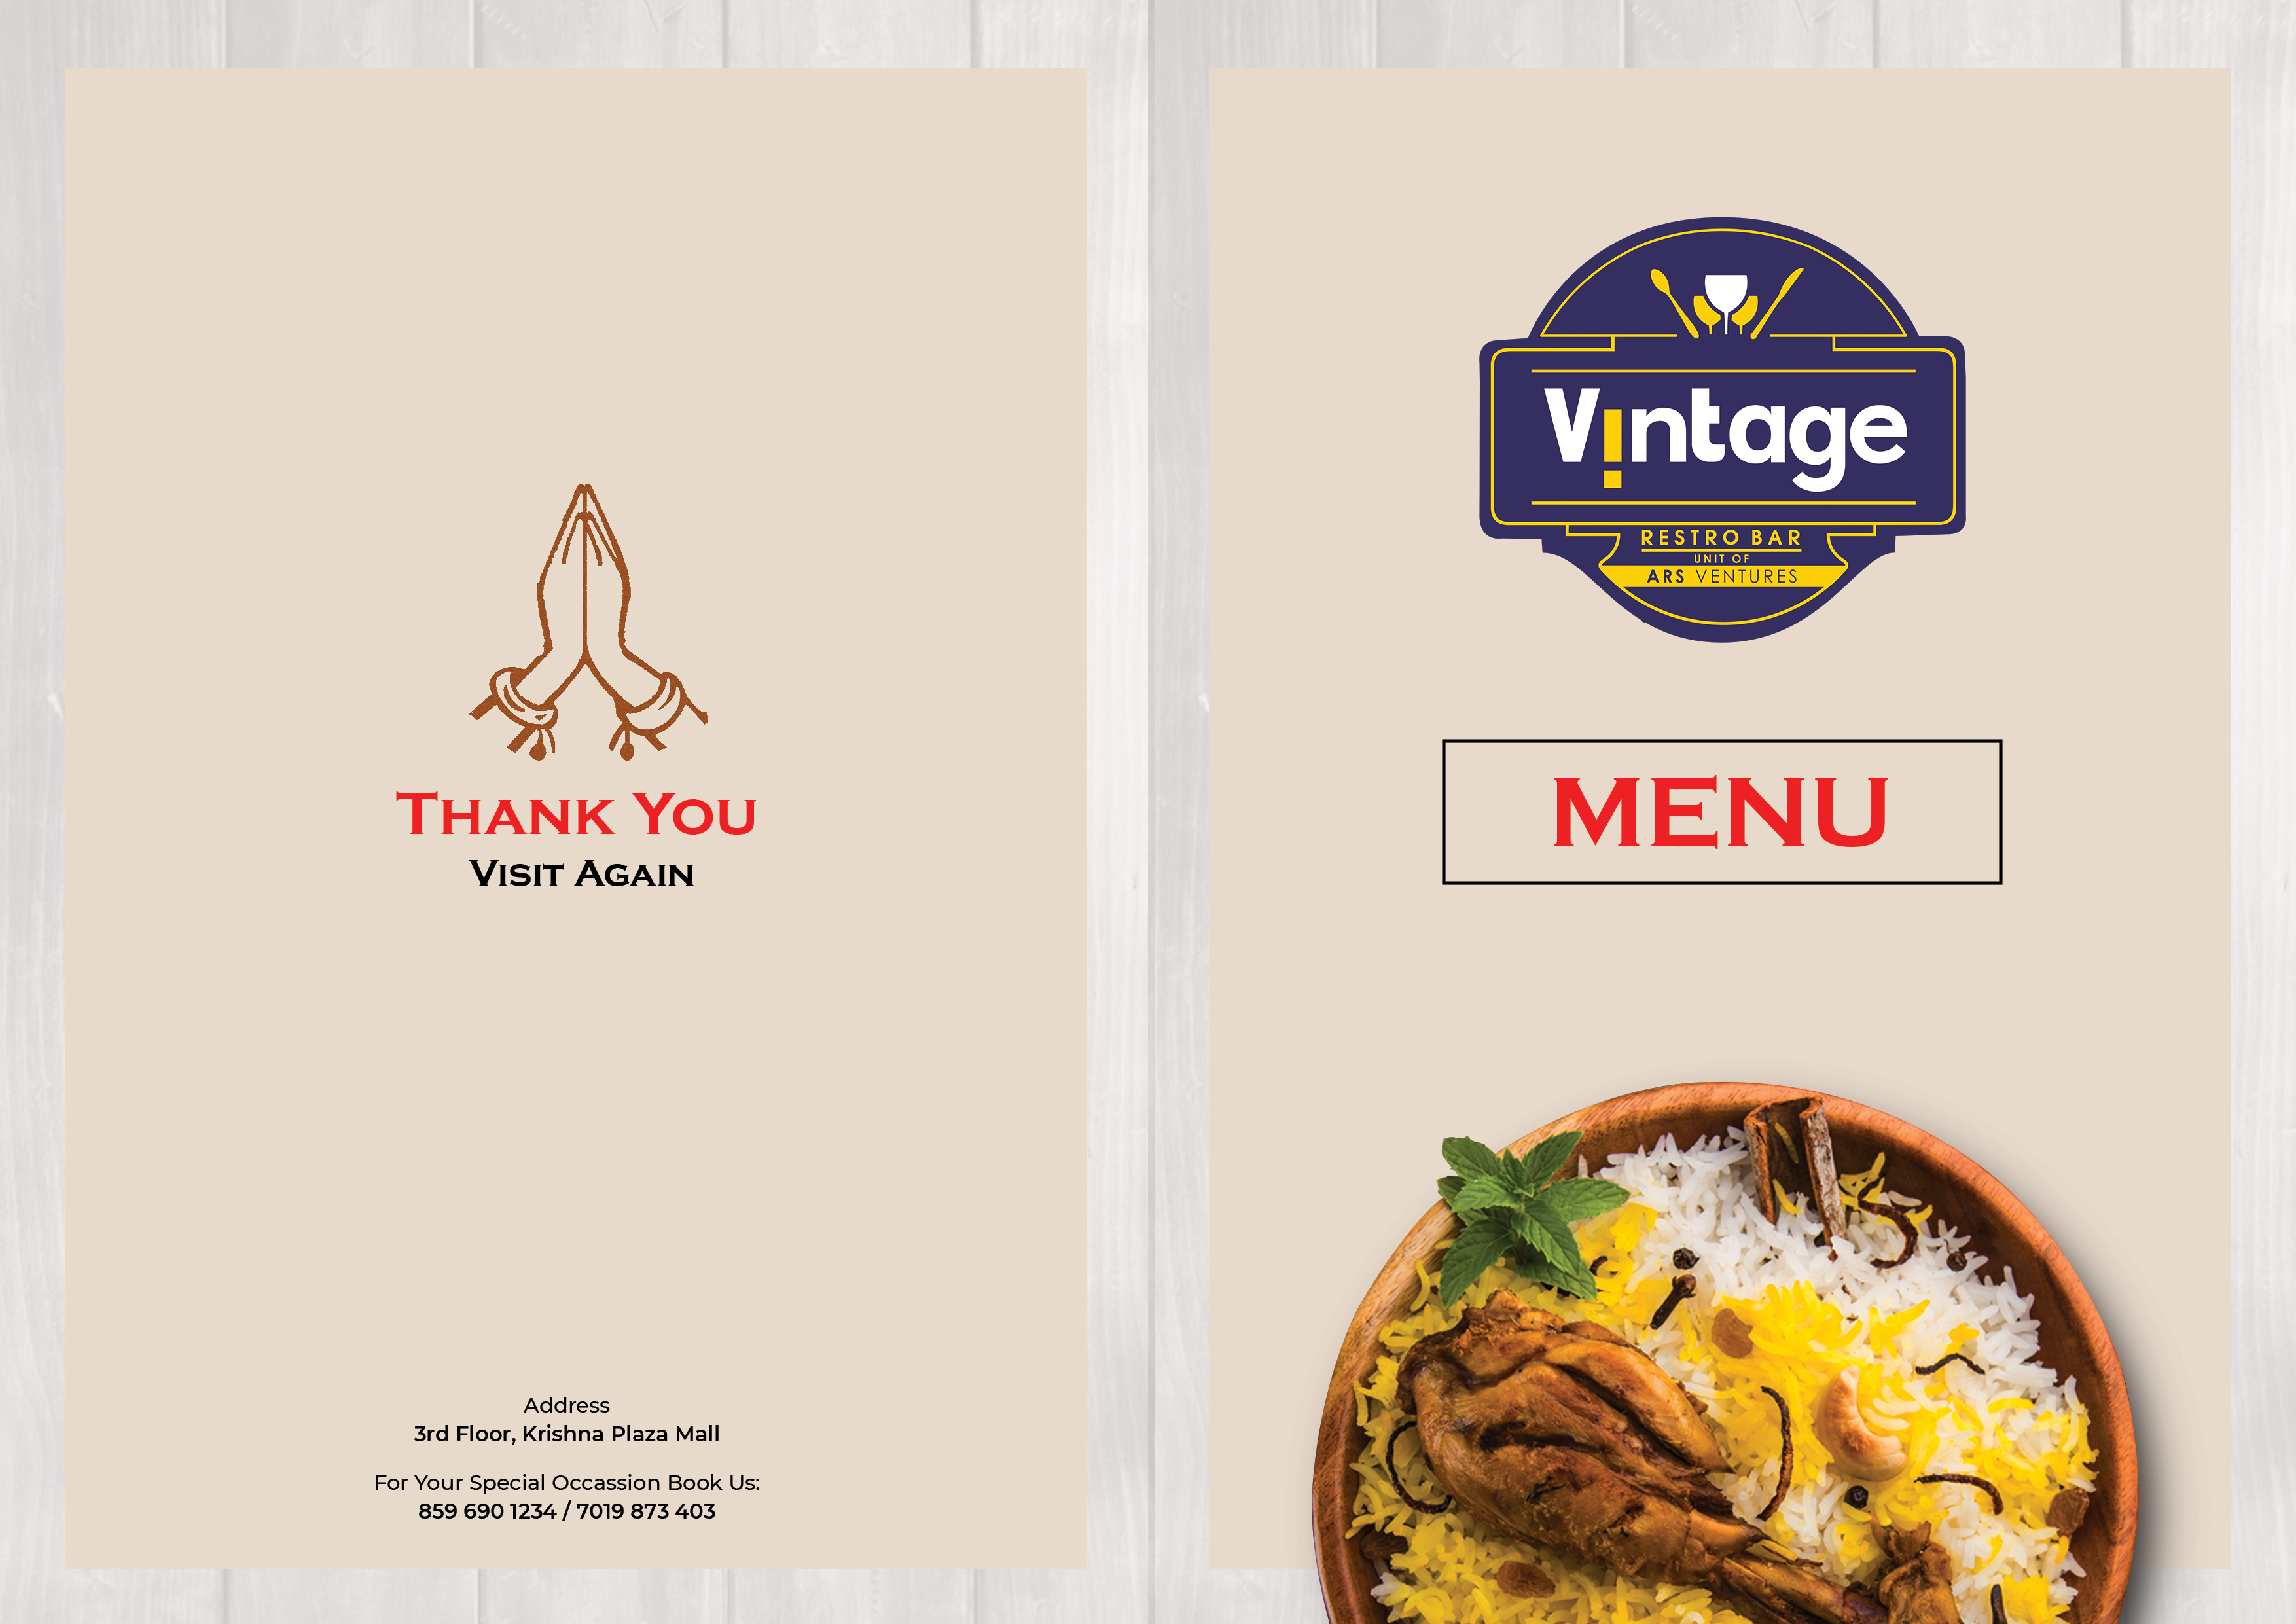 THANK YOU
VISIT AGAIN
Address
3rd Floor, Krishna Plaza Mall
For Your Special Occassion Book Us:
859 690 1234 / 7019 873 403
Vintage
RESTRO BAR
UNIT OF
ARS VENTURES
MENU